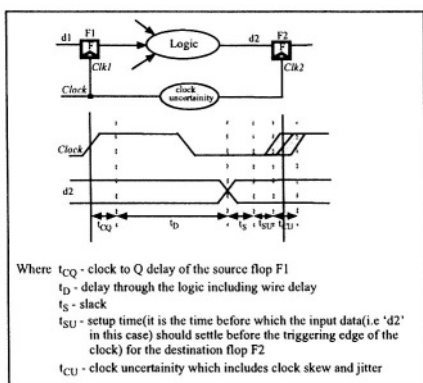 d1 F1 d2 F2
F Logic F
Clk1 Clk2
Clock clock
uncertainity
Clock
d2
tCQ tD tS tSU tCU
Where tCQ - clock to Q delay of the source flop F1
tD - delay through the logic including wire delay
tS - slack
tSU - setup time(it is the time before which the input data(i.e 'd2'
in this case) should settle before the triggering edge of the
clock) for the destination flop F2
tCU - clock uncertainty which includes clock skew and jitter